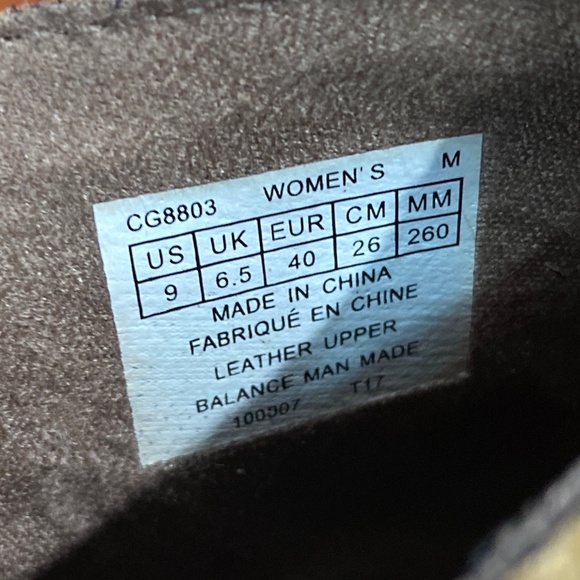 CG8803 WOMEN'S M
US UK EUR CM MM
9 6.5 40 26 260
MADE IN CHINA
FABRIQUÉ EN CHINE
LEATHER UPPER
BALANCE MAN MADE
T17